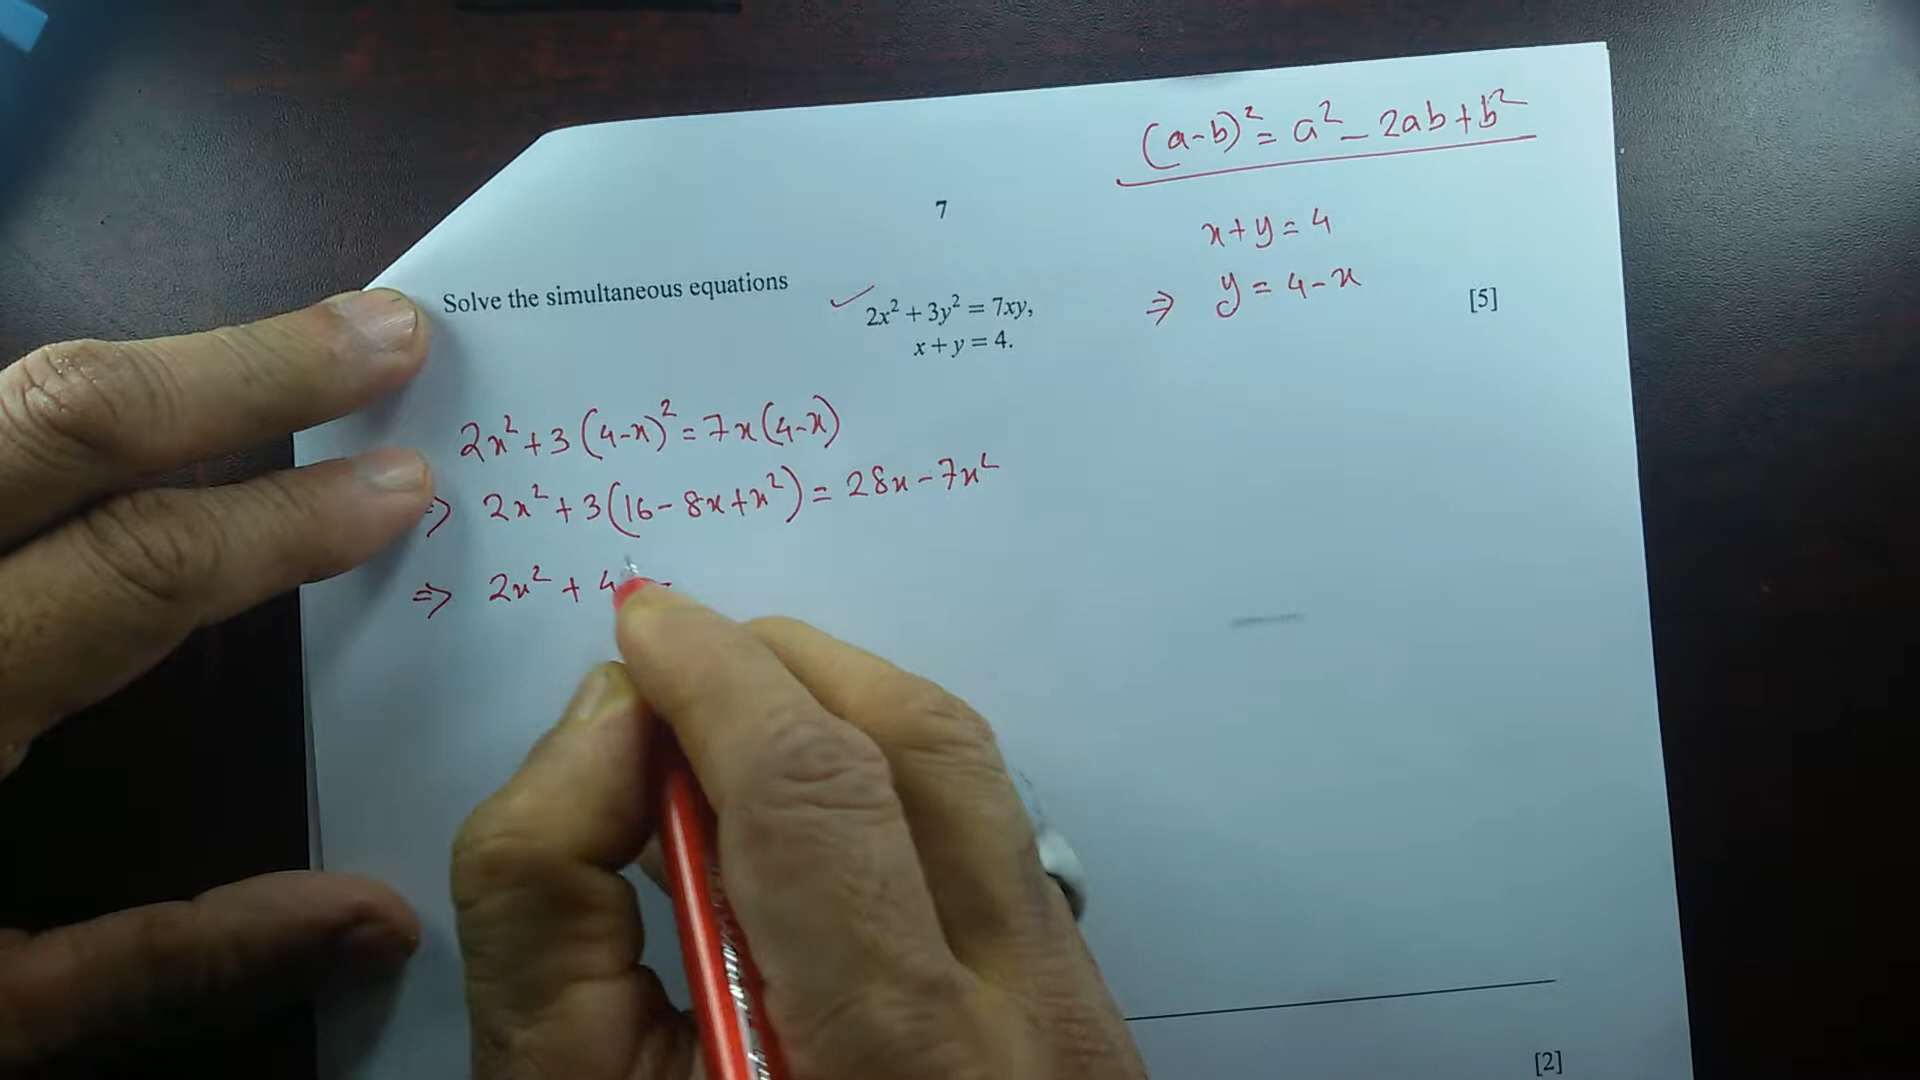 (a-b)² = a² - 2ab + b²
7
x + y = 4
Solve the simultaneous equations
2x² + 3y² = 7xy,
⇒ y = 4 - x
[5]
x + y = 4.
2x² + 3(4-x)² = 7x(4-x)
⇒ 2x² + 3(16 - 8x + x²) = 28x - 7x²
⇒ 2x² + 4
[2]